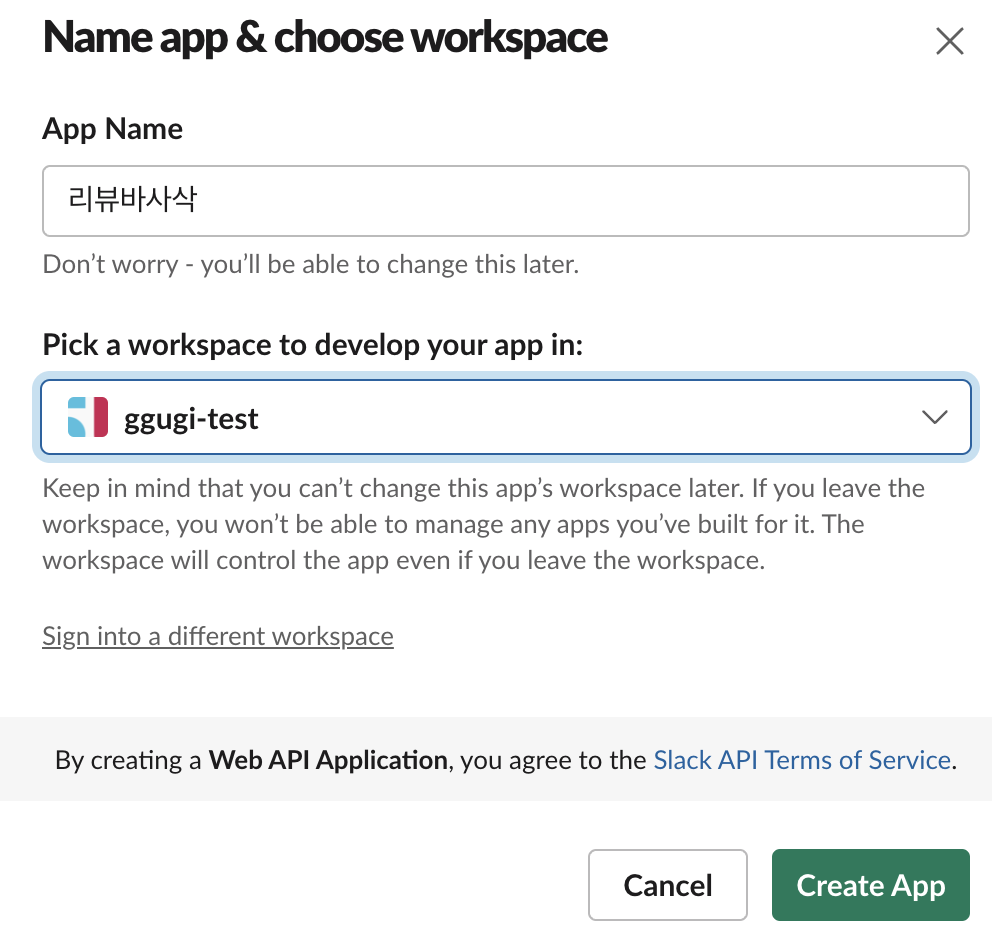 Name app & choose workspace
App Name
리뷰바사삭
Don’t worry - you’ll be able to change this later.
Pick a workspace to develop your app in:
ggugi-test
Keep in mind that you can’t change this app’s workspace later. If you leave the
workspace, you won’t be able to manage any apps you’ve built for it. The
workspace will control the app even if you leave the workspace.
Sign into a different workspace
By creating a Web API Application, you agree to the Slack API Terms of Service.
Cancel
Create App